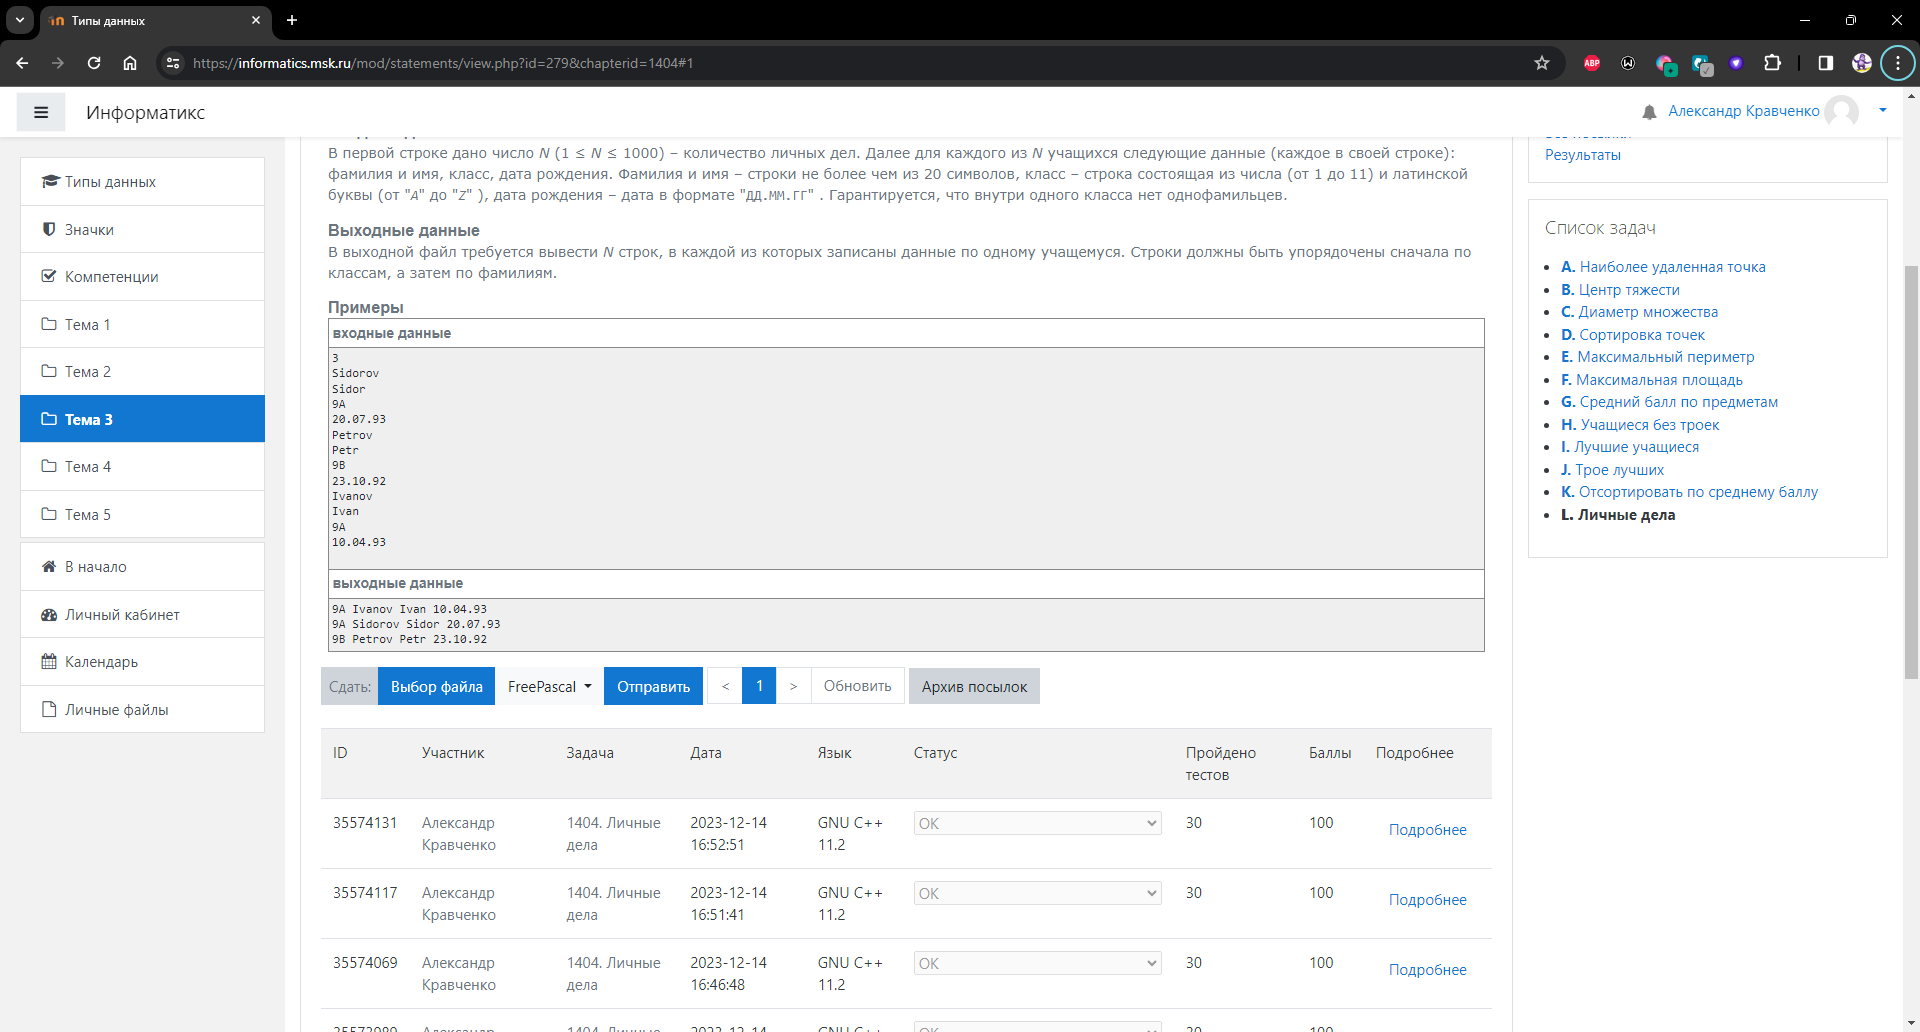 Типы данных
https://informatics.msk.ru/mod/statements/view.php?id=279&chapterid=1404#1
ABP
Информатикс
Александр Кравченко
Типы данных
Значки
Компетенции
Тема 1
Тема 2
Тема 3
Тема 4
Тема 5
В начало
Личный кабинет
Календарь
Личные файлы
В первой строке дано число N (1 ≤ N ≤ 1000) – количество личных дел. Далее для каждого из N учащихся следующие данные (каждое в своей строке):
фамилия и имя, класс, дата рождения. Фамилия и имя – строки не более чем из 20 символов, класс – строка состоящая из числа (от 1 до 11) и латинской
буквы (от "A" до "Z" ), дата рождения – дата в формате "ДД.ММ.ГГ" . Гарантируется, что внутри одного класса нет однофамильцев.
Выходные данные
В выходной файл требуется вывести N строк, в каждой из которых записаны данные по одному учащемуся. Строки должны быть упорядочены сначала по
классам, а затем по фамилиям.
Примеры
входные данные
3
Sidorov
Sidor
9A
20.07.93
Petrov
Petr
9B
23.10.92
Ivanov
Ivan
9A
10.04.93
выходные данные
9A Ivanov Ivan 10.04.93
9A Sidorov Sidor 20.07.93
9B Petrov Petr 23.10.92
Сдать: Выбор файла FreePascal Отправить < 1 > Обновить Архив посылок
ID Участник Задача Дата Язык Статус Пройдено тестов Баллы Подробнее
35574131 Александр Кравченко 1404. Личные дела 2023-12-14 16:52:51 GNU C++ 11.2 OK 30 100 Подробнее
35574117 Александр Кравченко 1404. Личные дела 2023-12-14 16:51:41 GNU C++ 11.2 OK 30 100 Подробнее
35574069 Александр Кравченко 1404. Личные дела 2023-12-14 16:46:48 GNU C++ 11.2 OK 30 100 Подробнее
Результаты
Список задач
A. Наиболее удаленная точка
B. Центр тяжести
C. Диаметр множества
D. Сортировка точек
E. Максимальный периметр
F. Максимальная площадь
G. Средний балл по предметам
H. Учащиеся без троек
I. Лучшие учащиеся
J. Трое лучших
K. Отсортировать по среднему баллу
L. Личные дела